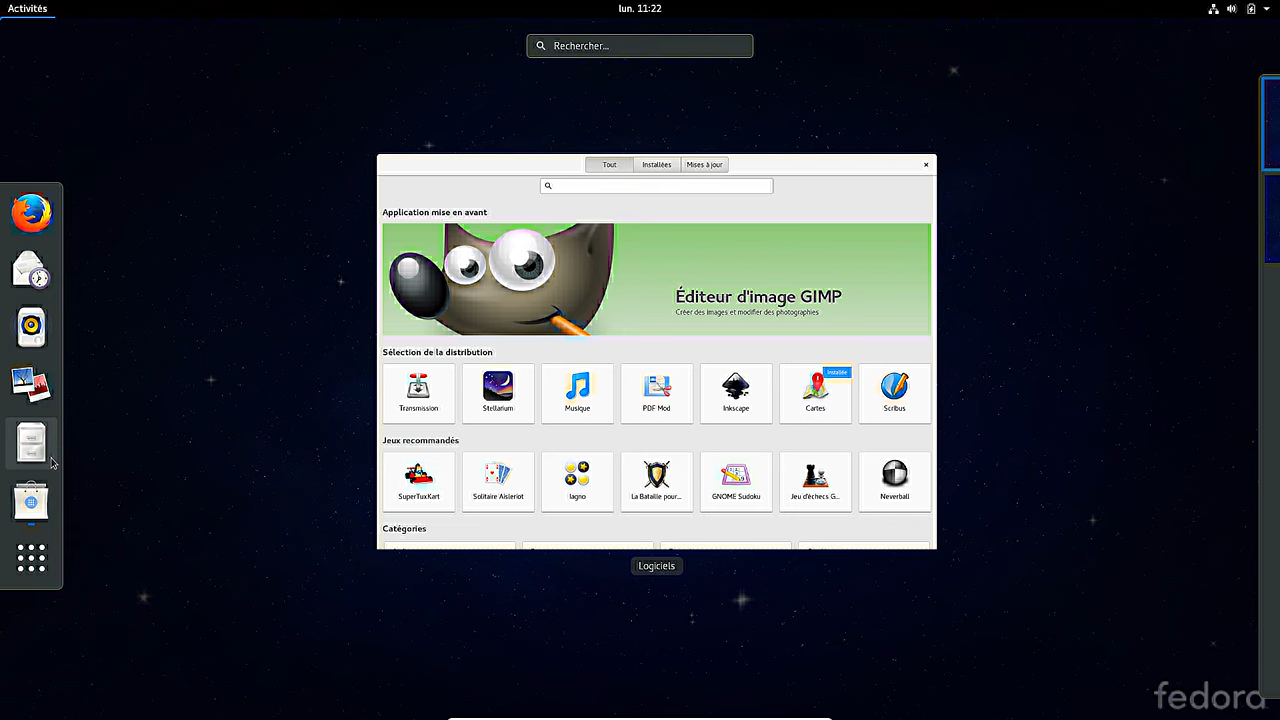 Activités
lun. 11:22
Rechercher...
Tout Installées Mises à jour
Application mise en avant
Éditeur d'image GIMP
Créer des images et modifier des photographies
Sélection de la distribution
Installée
Transmission Stellarium Musique PDF Mod Inkscape Cartes Scribus
Jeux recommandés
SuperTuxKart Solitaire Aisleriot Iagno La Bataille pour... GNOME Sudoku Jeu d'échecs G... Neverball
Catégories
Logiciels
fedora